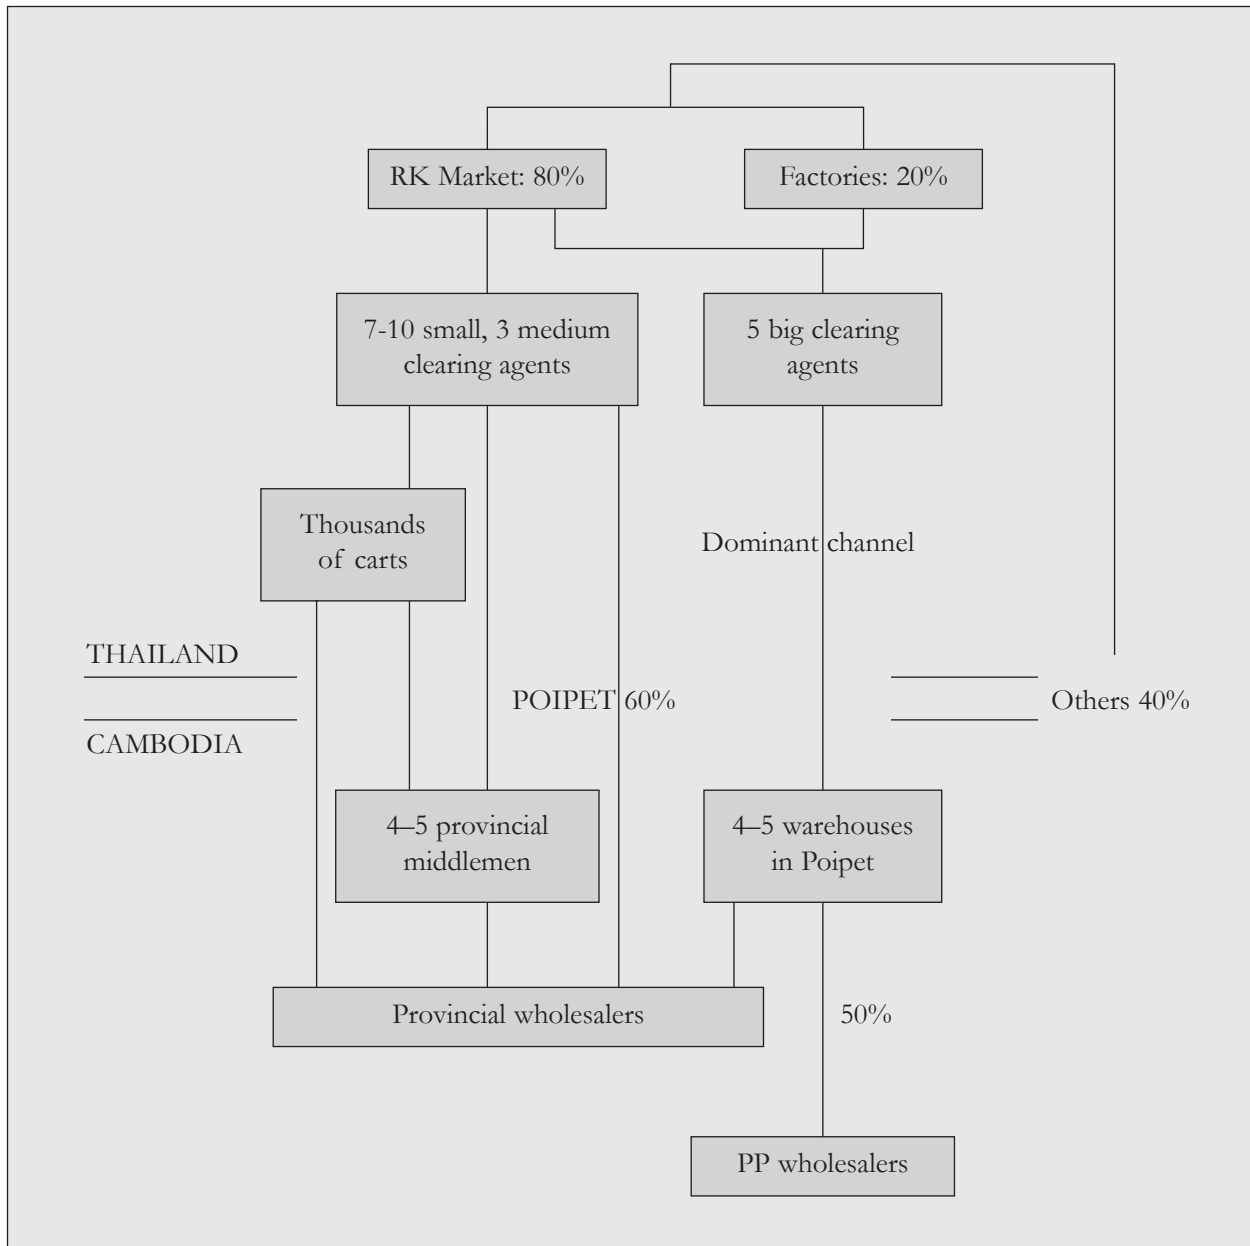 RK Market: 80%
Factories: 20%
7-10 small, 3 medium
clearing agents
5 big clearing
agents
Thousands
of carts
Dominant channel
THAILAND
POIPET 60%
Others 40%
CAMBODIA
4–5 provincial
middlemen
4–5 warehouses
in Poipet
Provincial wholesalers
50%
PP wholesalers